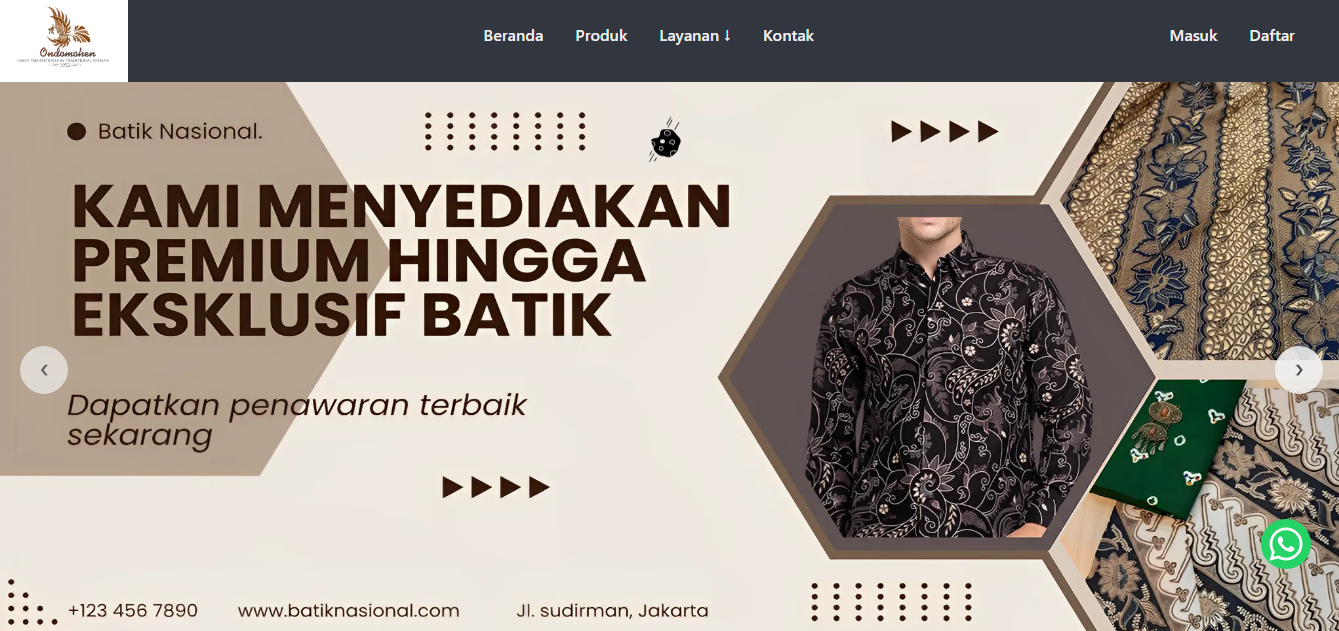 Ondomohen
1952
Beranda
Produk
Layanan ↓
Kontak
Masuk
Daftar
Batik Nasional.
KAMI MENYEDIAKAN
PREMIUM HINGGA
EKSKLUSIF BATIK
Dapatkan penawaran terbaik
sekarang
+123 456 7890
www.batiknasional.com
Jl. sudirman, Jakarta